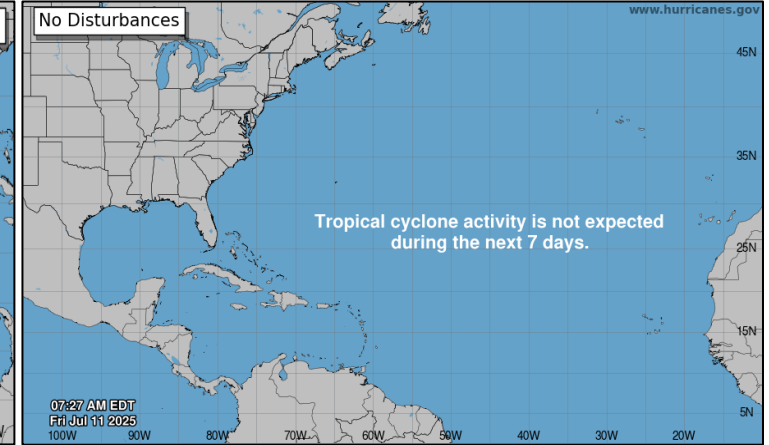 No Disturbances
www.hurricanes.gov
45N
35N
Tropical cyclone activity is not expected
during the next 7 days.
25N
15N
07:27 AM EDT
Fri Jul 11 2025
5N
100W 90W 80W 70W 60W 50W 40W 30W 20W